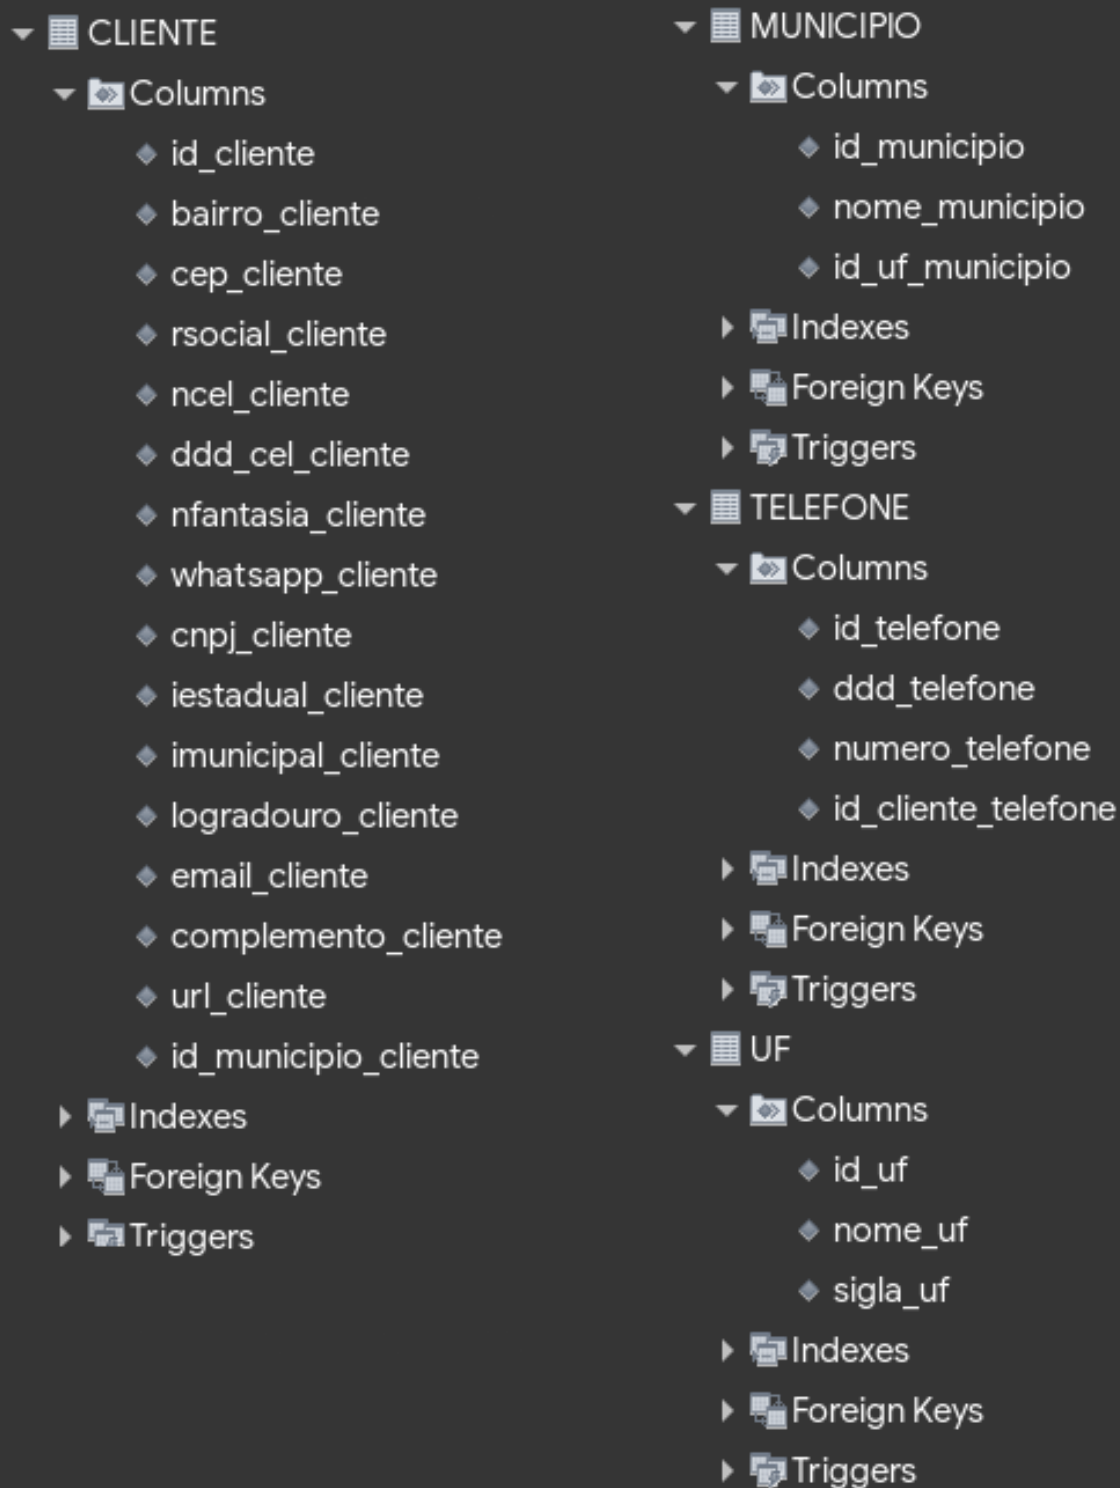 CLIENTE
Columns
id_cliente
bairro_cliente
cep_cliente
rsocial_cliente
ncel_cliente
ddd_cel_cliente
nfantasia_cliente
whatsapp_cliente
cnpj_cliente
iestadual_cliente
imunicipal_cliente
logradouro_cliente
email_cliente
complemento_cliente
url_cliente
id_municipio_cliente
Indexes
Foreign Keys
Triggers
MUNICIPIO
Columns
id_municipio
nome_municipio
id_uf_municipio
Indexes
Foreign Keys
Triggers
TELEFONE
Columns
id_telefone
ddd_telefone
numero_telefone
id_cliente_telefone
Indexes
Foreign Keys
Triggers
UF
Columns
id_uf
nome_uf
sigla_uf
Indexes
Foreign Keys
Triggers